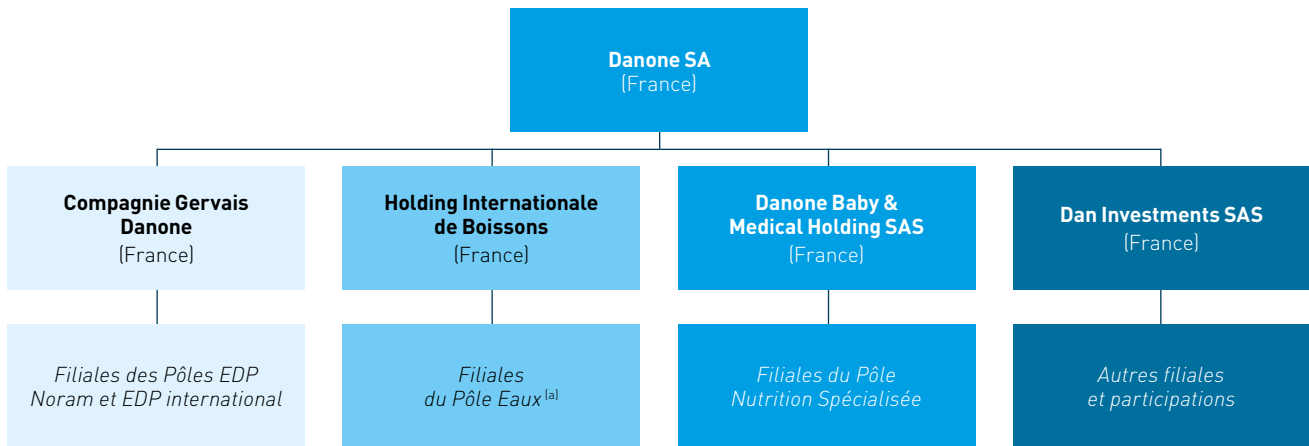 Danone SA
(France)
Compagnie Gervais
Danone
(France)
Holding Internationale
de Boissons
(France)
Danone Baby &
Medical Holding SAS
(France)
Dan Investments SAS
(France)
Filiales des Pôles EDP
Noram et EDP international
Filiales
du Pôle Eaux (a)
Filiales du Pôle
Nutrition Spécialisée
Autres filiales
et participations